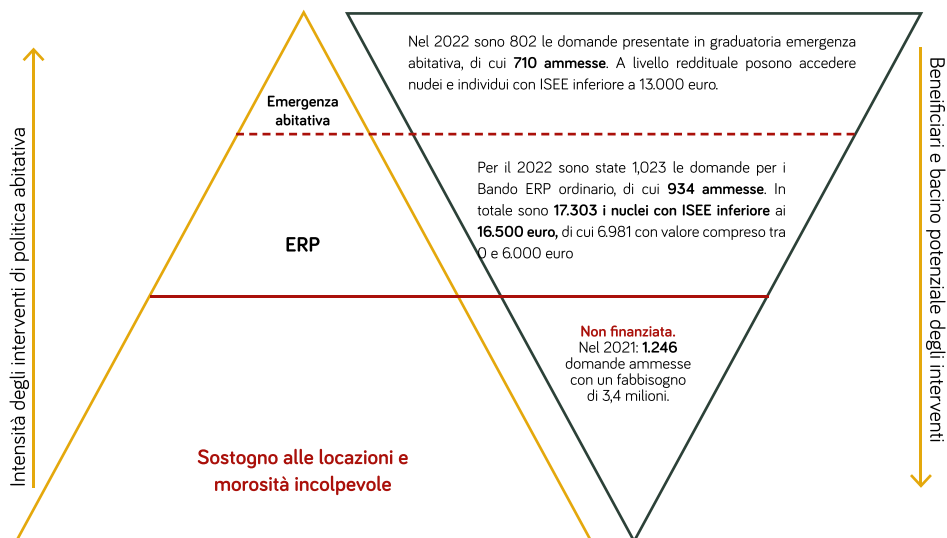 Intensità degli interventi di politica abitativa
Emergenza
abitativa
ERP
Sostogno alle locazioni e
morosità incolpevole
Nel 2022 sono 802 le domande presentate in graduatoria emergenza
abitativa, di cui 710 ammesse. A livello reddituale posono accedere
nudei e individui con ISEE inferiore a 13.000 euro.
Per il 2022 sono state 1,023 le domande per i
Bando ERP ordinario, di cui 934 ammesse. In
totale sono 17.303 i nuclei con ISEE inferiore ai
16.500 euro, di cui 6.981 con valore compreso tra
0 e 6.000 euro
Non finanziata.
Nel 2021: 1.246
domande ammesse
con un fabbisogno
di 3,4 milioni.
Beneificiari e bacino potenziale degli interventi